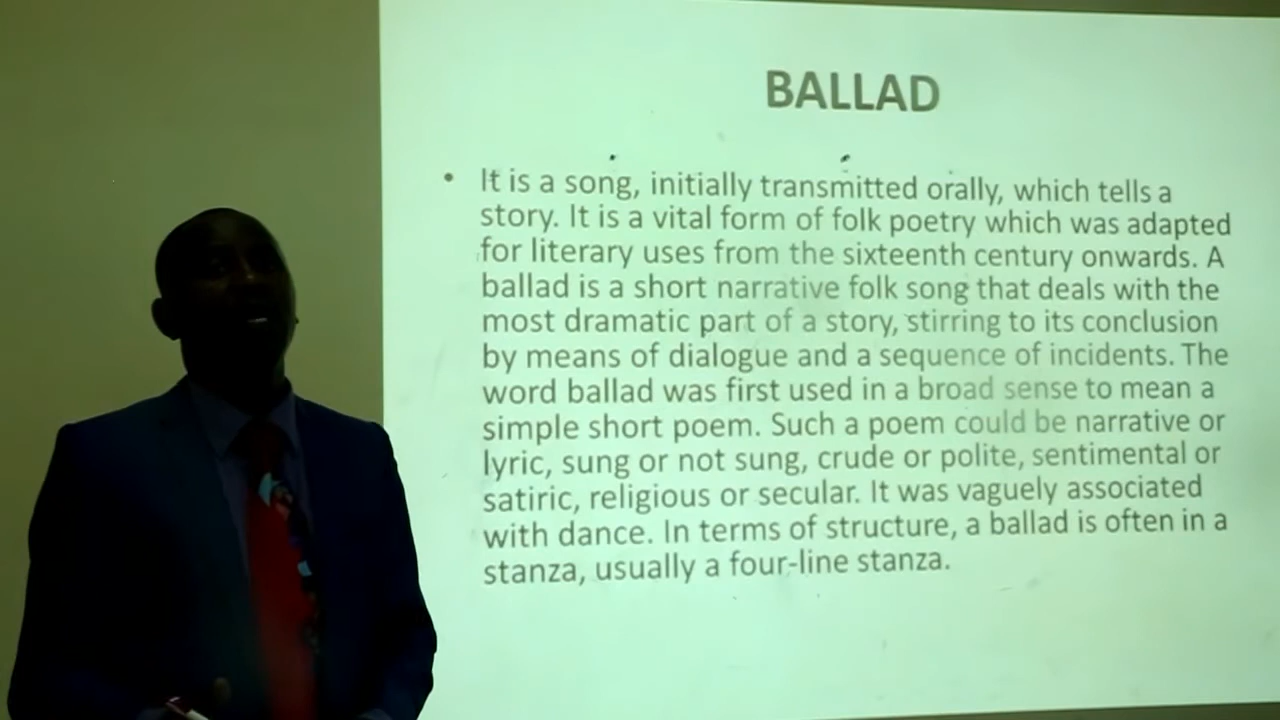 BALLAD
• It is a song, initially transmitted orally, which tells a
story. It is a vital form of folk poetry which was adapted
for literary uses from the sixteenth century onwards. A
ballad is a short narrative folk song that deals with the
most dramatic part of a story, stirring to its conclusion
by means of dialogue and a sequence of incidents. The
word ballad was first used in a broad sense to mean a
simple short poem. Such a poem could be narrative or
lyric, sung or not sung, crude or polite, sentimental or
satiric, religious or secular. It was vaguely associated
with dance. In terms of structure, a ballad is often in a
stanza, usually a four-line stanza.